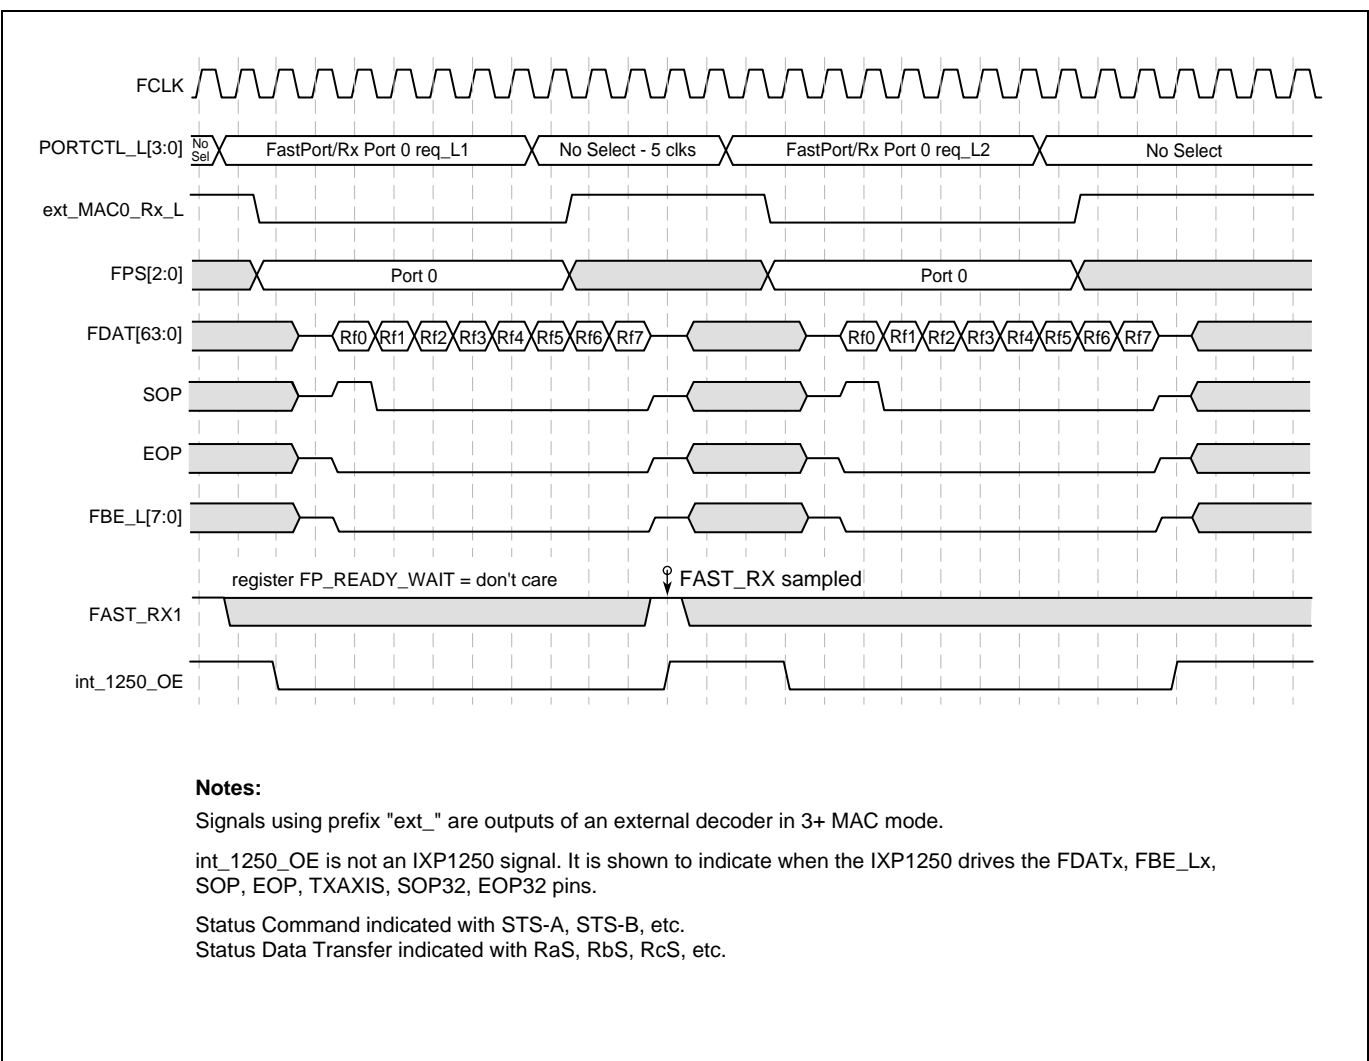 FCLK
PORTCTL_L[3:0] No Sel FastPort/Rx Port 0 req_L1 No Select - 5 clks FastPort/Rx Port 0 req_L2 No Select
ext_MAC0_Rx_L
FPS[2:0] Port 0 Port 0
FDAT[63:0] Rf0 Rf1 Rf2 Rf3 Rf4 Rf5 Rf6 Rf7 Rf0 Rf1 Rf2 Rf3 Rf4 Rf5 Rf6 Rf7
SOP
EOP
FBE_L[7:0]
register FP_READY_WAIT = don't care FAST_RX sampled
FAST_RX1
int_1250_OE
Notes:
Signals using prefix "ext_" are outputs of an external decoder in 3+ MAC mode.
int_1250_OE is not an IXP1250 signal. It is shown to indicate when the IXP1250 drives the FDATx, FBE_Lx,
SOP, EOP, TXAXIS, SOP32, EOP32 pins.
Status Command indicated with STS-A, STS-B, etc.
Status Data Transfer indicated with RaS, RbS, RcS, etc.